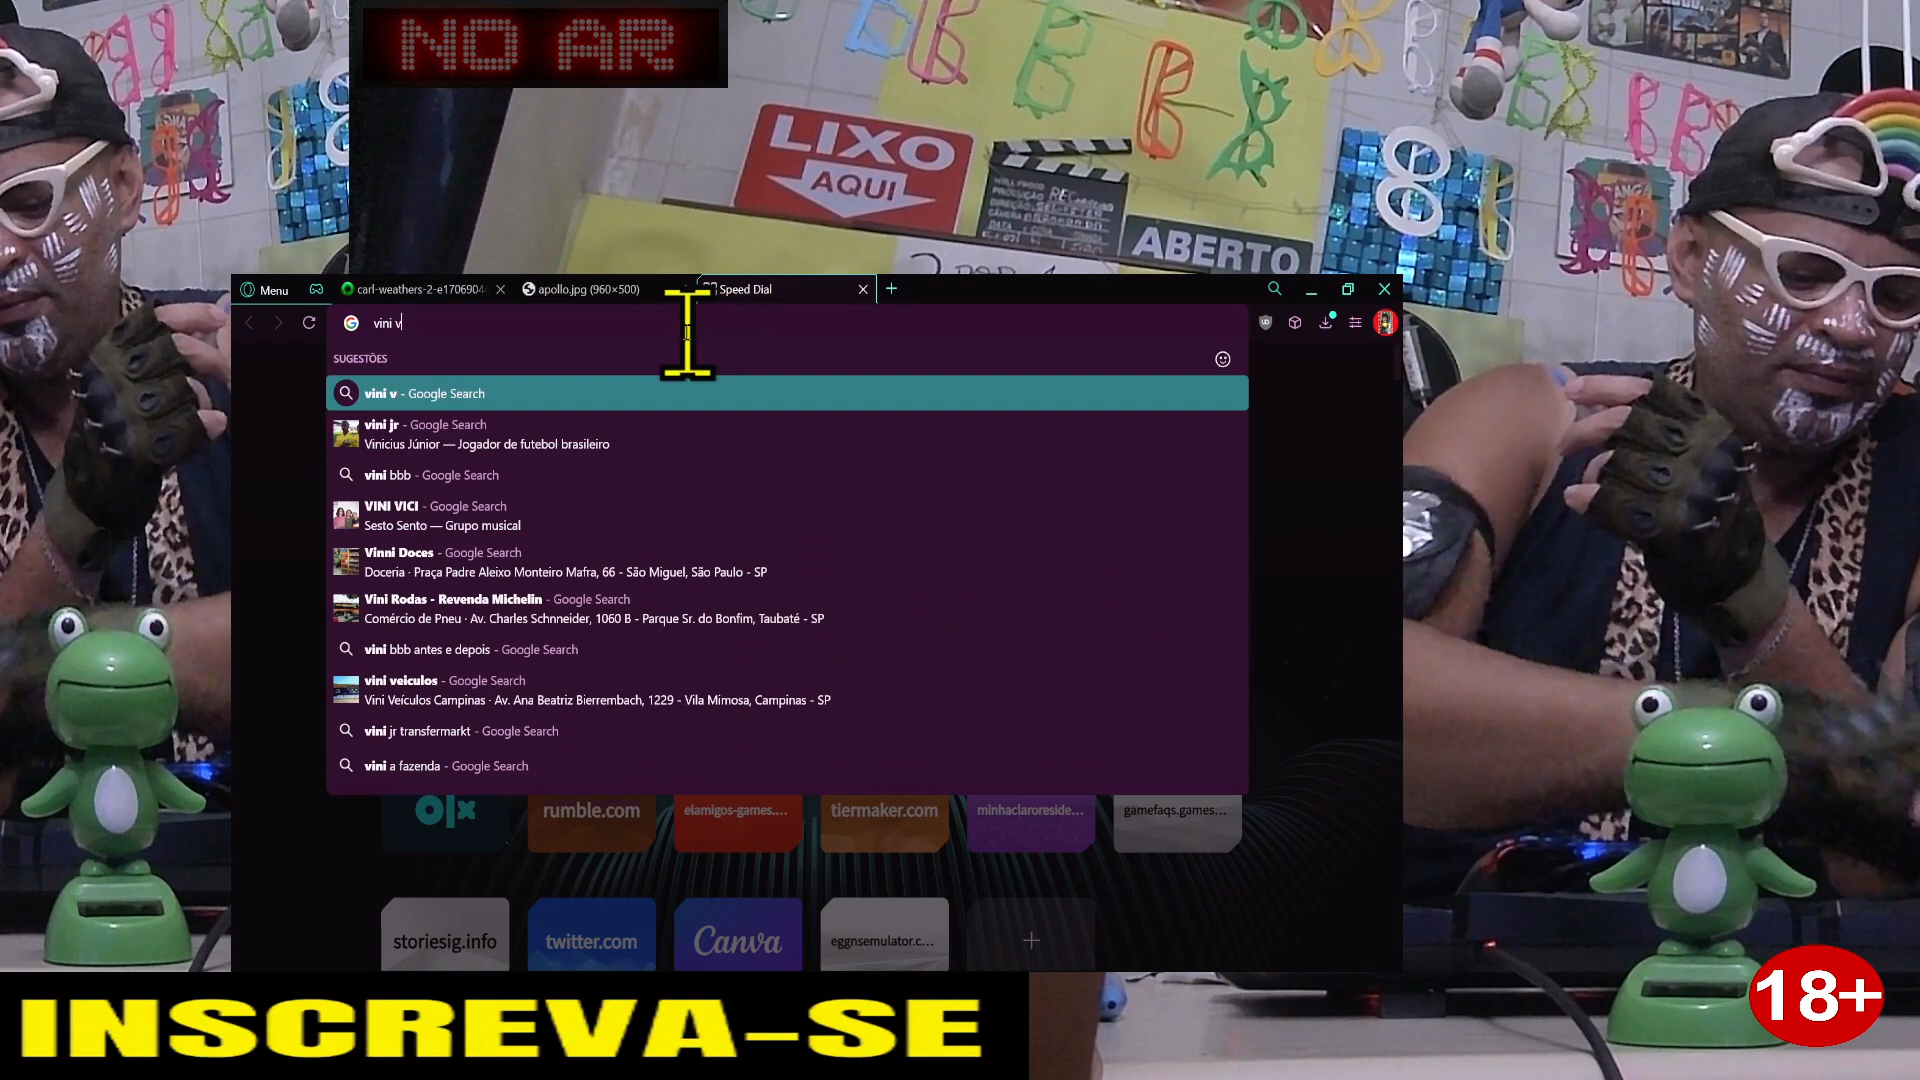 NO AR
LIXO
AQUI
ABERTO
Menu
carl-weathers-2-e1706904
apollo.jpg (960×500)
Speed Dial
vini v
SUGESTÕES
vini v - Google Search
vini jr - Google Search
Vinicius Júnior — Jogador de futebol brasileiro
vini bbb - Google Search
VINI VICI - Google Search
Sesto Sento — Grupo musical
Vinni Doces - Google Search
Doceria · Praça Padre Aleixo Monteiro Mafra, 66 - São Miguel, São Paulo - SP
Vini Rodas - Revenda Michelin - Google Search
Comércio de Pneu · Av. Charles Schnneider, 1060 B - Parque Sr. do Bonfim, Taubaté - SP
vini bbb antes e depois - Google Search
vini veiculos - Google Search
Vini Veículos Campinas · Av. Ana Beatriz Bierrembach, 1229 - Vila Mimosa, Campinas - SP
vini jr transfermarkt - Google Search
vini a fazenda - Google Search
olx
rumble.com
elamigos-games....
tiermaker.com
minhaclaroreside...
gamefaqs.games...
storiesig.info
twitter.com
Canva
eggnsemulator.c...
INSCREVA-SE
18+